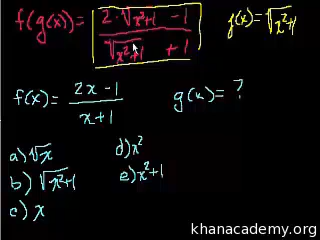 f(g(x)) = (2·√(x²+1) - 1) / (√(x²+1) + 1)
g(x) = √(x²+1)
f(x) = (2x-1) / (x+1)
g(x) = ?
a) √x
d) x²
b) √(x²+1)
e) x²+1
c) x
khanacademy.org